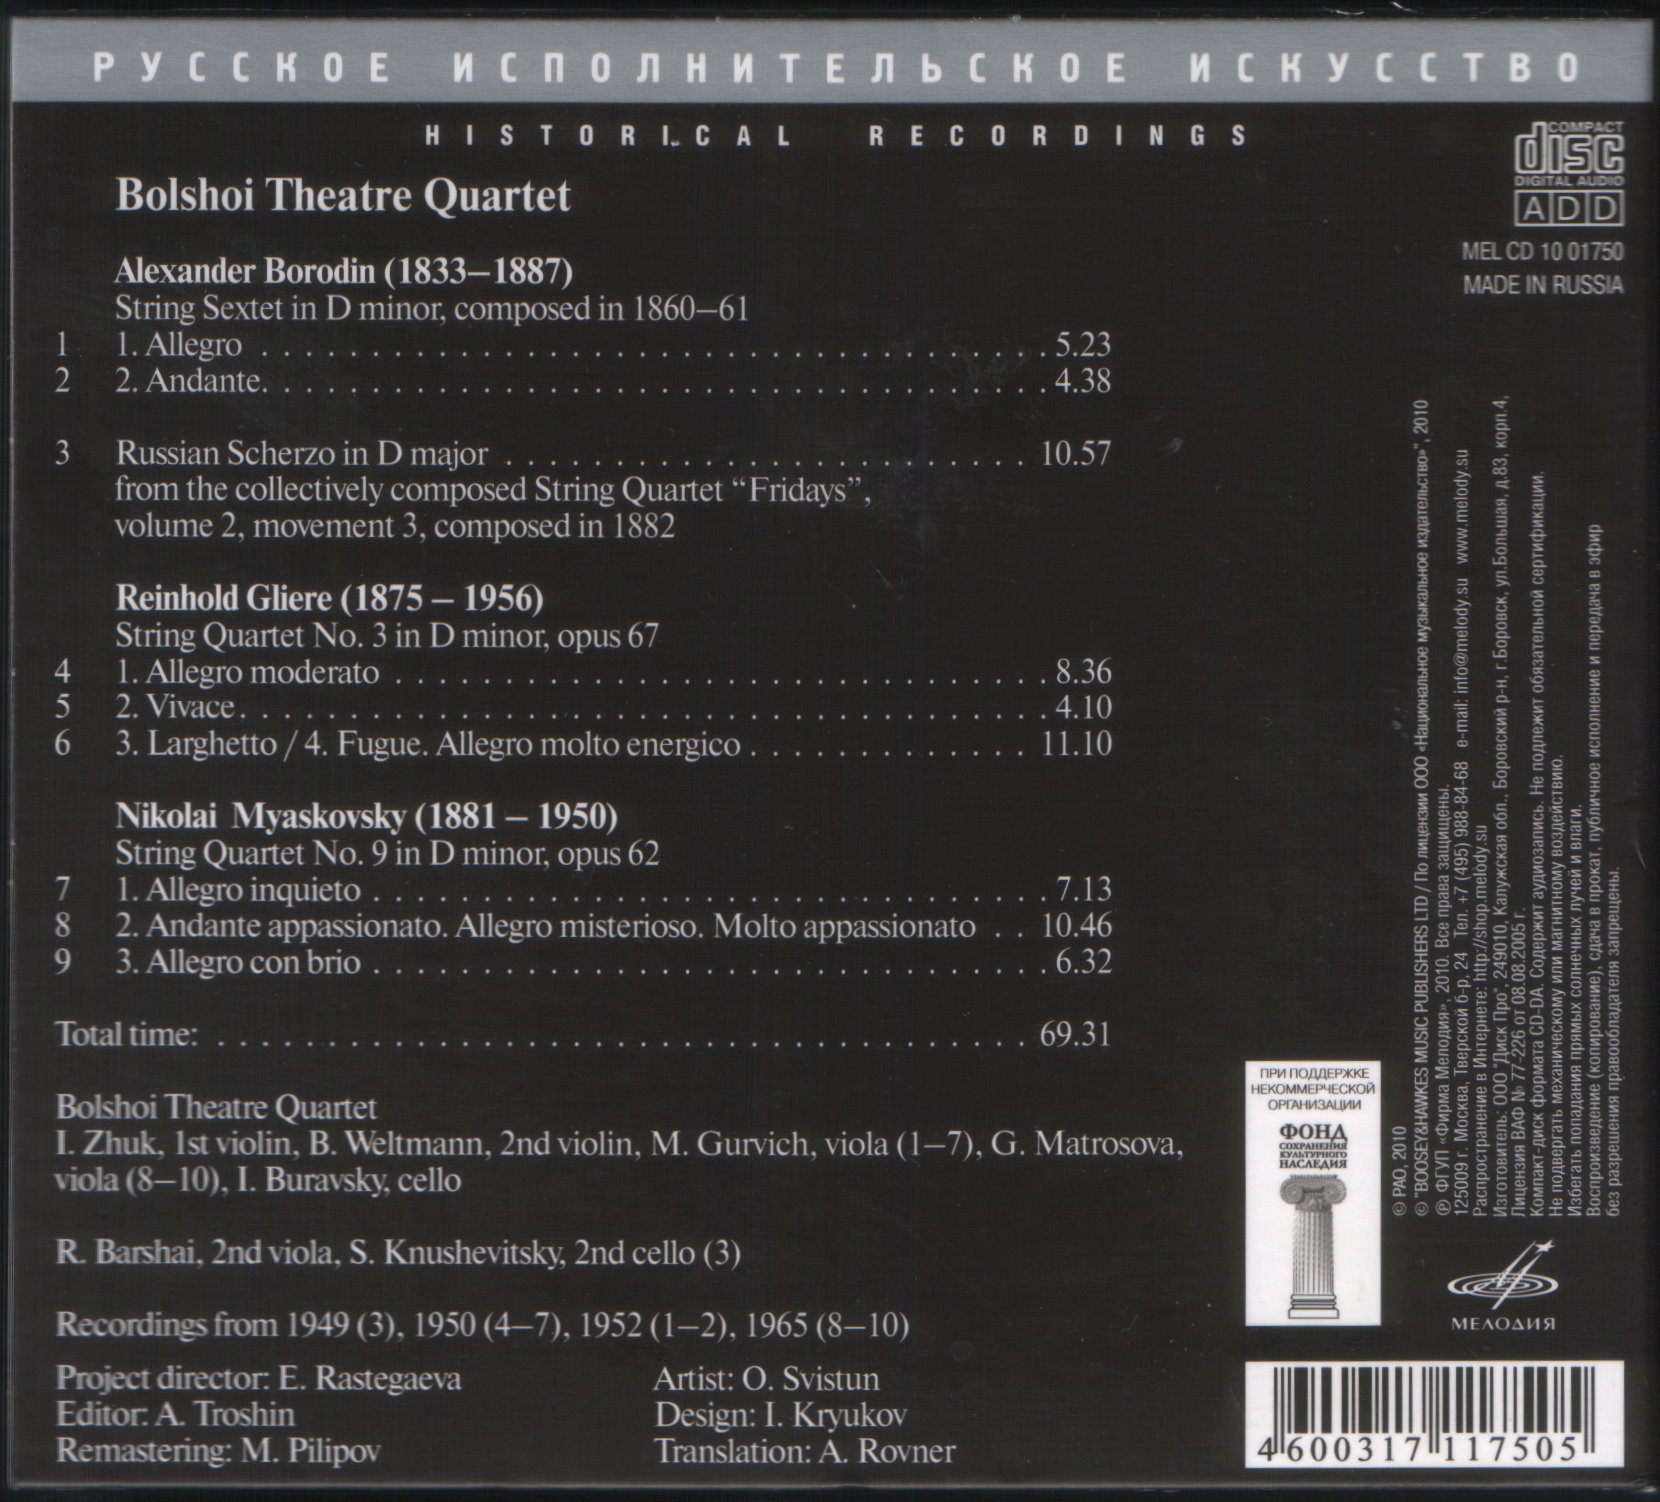 РУССКОЕ ИСПОЛНИТЕЛЬСКОЕ ИСКУССТВО
HISTORICAL RECORDINGS
COMPACT
disc
DIGITAL AUDIO
ADD
MEL CD 10 01750
MADE IN RUSSIA
Bolshoi Theatre Quartet
Alexander Borodin (1833–1887)
String Sextet in D minor, composed in 1860–61
1 1. Allegro . . . . . . . . . . . . . . . . . . . . 5.23
2 2. Andante. . . . . . . . . . . . . . . . . . . . 4.38
3 Russian Scherzo in D major . . . . . . . . . . . . . 10.57
from the collectively composed String Quartet “Fridays”,
volume 2, movement 3, composed in 1882
Reinhold Gliere (1875 – 1956)
String Quartet No. 3 in D minor, opus 67
4 1. Allegro moderato . . . . . . . . . . . . . . . . 8.36
5 2. Vivace. . . . . . . . . . . . . . . . . . . . . 4.10
6 3. Larghetto / 4. Fugue. Allegro molto energico . . . . . . 11.10
Nikolai Myaskovsky (1881 – 1950)
String Quartet No. 9 in D minor, opus 62
7 1. Allegro inquieto . . . . . . . . . . . . . . . . 7.13
8 2. Andante appassionato. Allegro misterioso. Molto appassionato . . 10.46
9 3. Allegro con brio . . . . . . . . . . . . . . . . 6.32
Total time: . . . . . . . . . . . . . . . . . . . . 69.31
Bolshoi Theatre Quartet
I. Zhuk, 1st violin, B. Weltmann, 2nd violin, M. Gurvich, viola (1–7), G. Matrosova,
viola (8–10), I. Buravsky, cello
R. Barshai, 2nd viola, S. Knushevitsky, 2nd cello (3)
Recordings from 1949 (3), 1950 (4–7), 1952 (1–2), 1965 (8–10)
Project director: E. Rastegaeva
Editor: A. Troshin
Remastering: M. Pilipov
Artist: O. Svistun
Design: I. Kryukov
Translation: A. Rovner
ПРИ ПОДДЕРЖКЕ
НЕКОММЕРЧЕСКОЙ
ОРГАНИЗАЦИИ
ФОНД
СОХРАНЕНИЯ
КУЛЬТУРНОГО
НАСЛЕДИЯ
© РАО, 2010
© "BOOSEY&HAWKES MUSIC PUBLISHERS LTD / По лицензии ООО «Национальное музыкальное издательство»", 2010
℗ ФГУП «Фирма Мелодия», 2010. Все права защищены.
125009 г. Москва, Тверской б-р, 24 Тел. +7 (495) 988-84-68 e-mail: info@melody.su www.melody.su
Распространение в Интернете: http://shop.melody.su
Изготовитель: ООО "Диск Про", 249010, Калужская обл., Боровский р-н, г.Боровск, ул.Большая, д.83, корп.4,
Лицензия ВАФ № 77-226 от 08.08.2005 г.
Компакт-диск формата CD-DA. Содержит аудиозапись. Не подлежит обязательной сертификации.
Не подвергать механическому или магнитному воздействию.
Избегать попадания прямых солнечных лучей и влаги.
Воспроизведение (копирование), сдача в прокат, публичное исполнение и передача в эфир
без разрешения правообладателя запрещены.
МЕЛОДИЯ
4 600317 117505